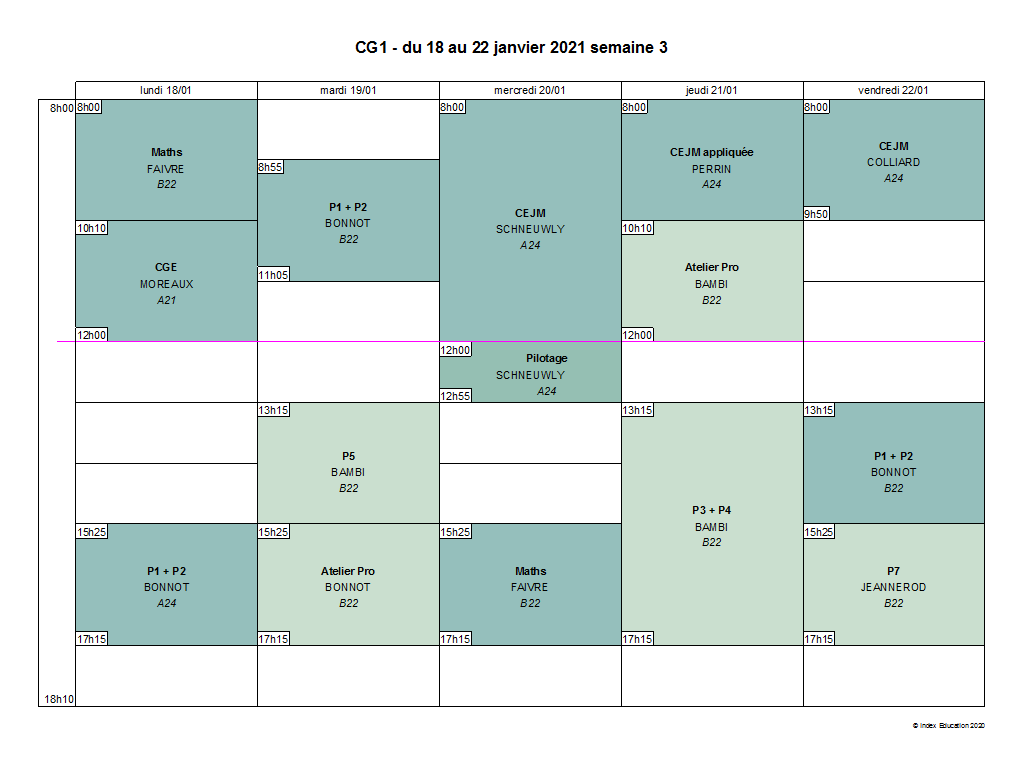 CG1 - du 18 au 22 janvier 2021 semaine 3
lundi 18/01
mardi 19/01
mercredi 20/01
jeudi 21/01
vendredi 22/01
8h00
8h00
Maths
FAIVRE
B22
10h10
CGE
MOREAUX
A21
12h00
15h25
P1 + P2
BONNOT
A24
17h15
18h10
8h55
P1 + P2
BONNOT
B22
11h05
13h15
P5
BAMBI
B22
15h25
Atelier Pro
BONNOT
B22
17h15
8h00
CEJM
SCHNEUWLY
A24
12h00
Pilotage
SCHNEUWLY
A24
12h55
15h25
Maths
FAIVRE
B22
17h15
8h00
CEJM appliquée
PERRIN
A24
10h10
Atelier Pro
BAMBI
B22
12h00
13h15
P3 + P4
BAMBI
B22
17h15
8h00
CEJM
COLLIARD
A24
9h50
13h15
P1 + P2
BONNOT
B22
15h25
P7
JEANNEROD
B22
17h15
© Index Education 2020